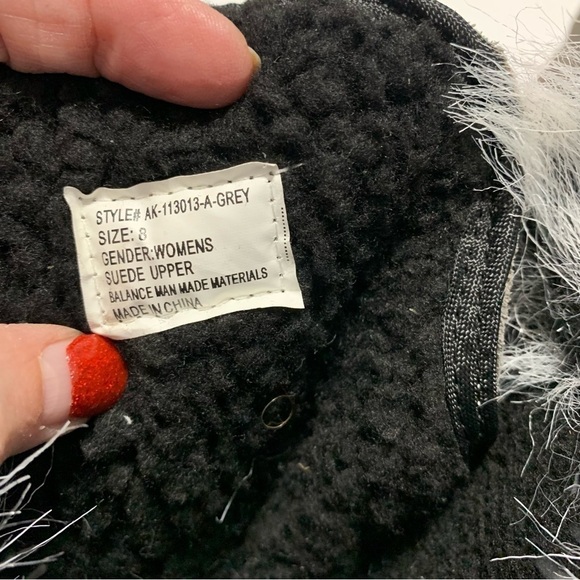 STYLE# AK-113013-A-GREY
SIZE: 8
GENDER:WOMENS
SUEDE UPPER
BALANCE MAN MADE MATERIALS
MADE IN CHINA